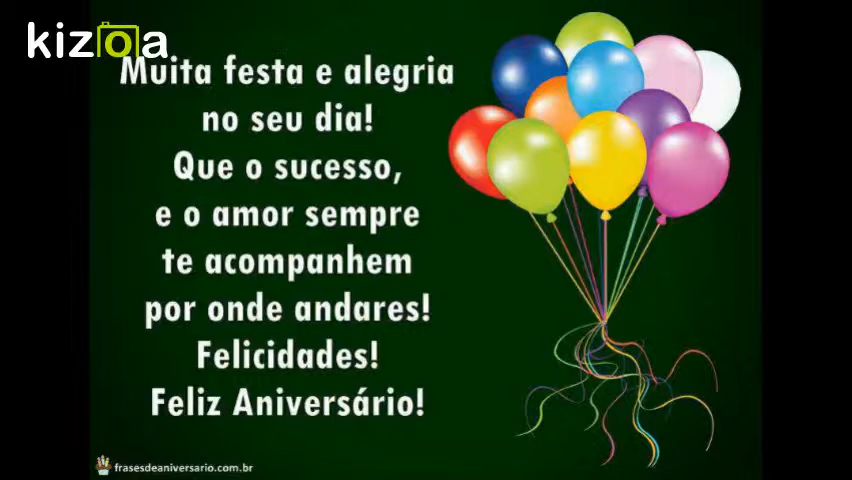 kizoa
Muita festa e alegria
no seu dia!
Que o sucesso,
e o amor sempre
te acompanhem
por onde andares!
Felicidades!
Feliz Aniversário!
frasesdeaniversario.com.br